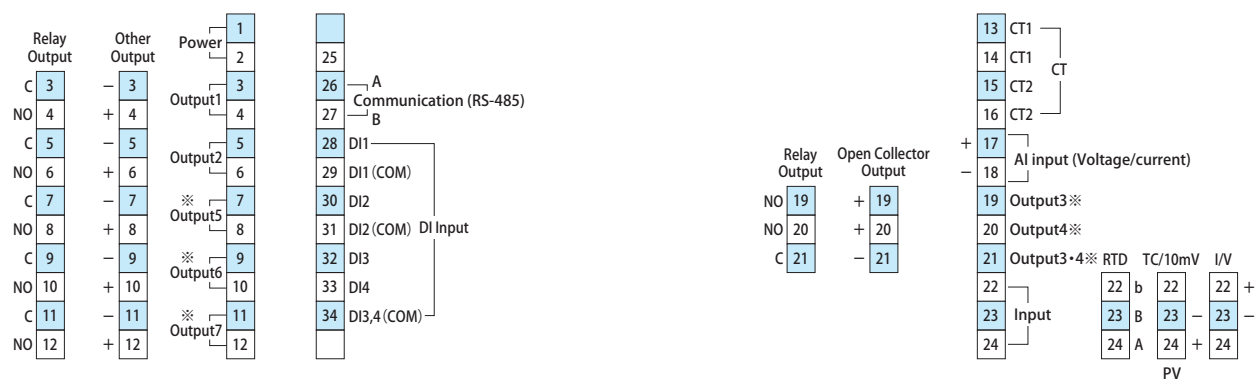 Relay Output
C 3
NO 4
C 5
NO 6
C 7
NO 8
C 9
NO 10
C 11
NO 12
Other Output
− 3
+ 4
− 5
+ 6
− 7
+ 8
− 9
+ 10
− 11
+ 12
Power
1
2
Output1
3
4
Output2
5
6
※ Output5
7
8
※ Output6
9
10
※ Output7
11
12
25
26 A
Communication (RS-485)
27 B
28 DI1
29 DI1(COM)
30 DI2
31 DI2(COM) DI Input
32 DI3
33 DI4
34 DI3,4(COM)
Relay Output
NO 19
NO 20
C 21
Open Collector Output
+ 19
+ 20
− 21
13 CT1
14 CT1
CT
15 CT2
16 CT2
+ 17
AI input (Voltage/current)
− 18
19 Output3※
20 Output4※
21 Output3・4※
22
23 Input
24
RTD
22 b
23 B
24 A
TC/10mV
22
23 −
24 +
PV
I/V
22 +
23 −
24